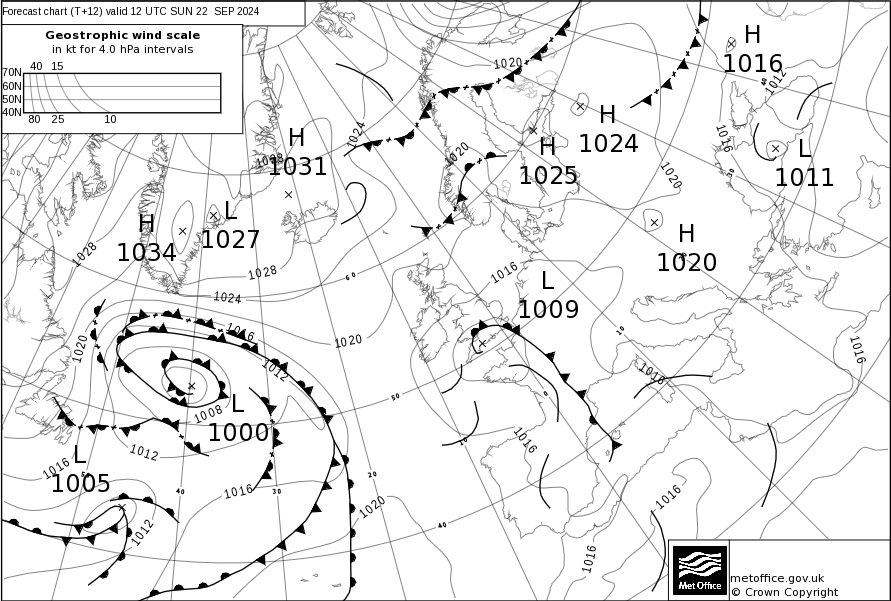 Forecast chart (T+12) valid 12 UTC SUN 22 SEP 2024
Geostrophic wind scale
in kt for 4.0 hPa intervals
40 15
70N
60N
50N
40N
80 25 10
H
1016
1020
1012
40
H
1024
1024
H
1031
1020
H
1025
1016
L
1011
30
1020
H
1034
L
1027
H
1020
1028
1028
1016
60
L
1009
1024
1016
1020
1020
10
1016
1012
1016
50
0
L
1000
1008
1016
10
1012
L
1005
1016
1016
40
30
20
1016
1020
1012
40
1016
Met Office
metoffice.gov.uk
© Crown Copyright